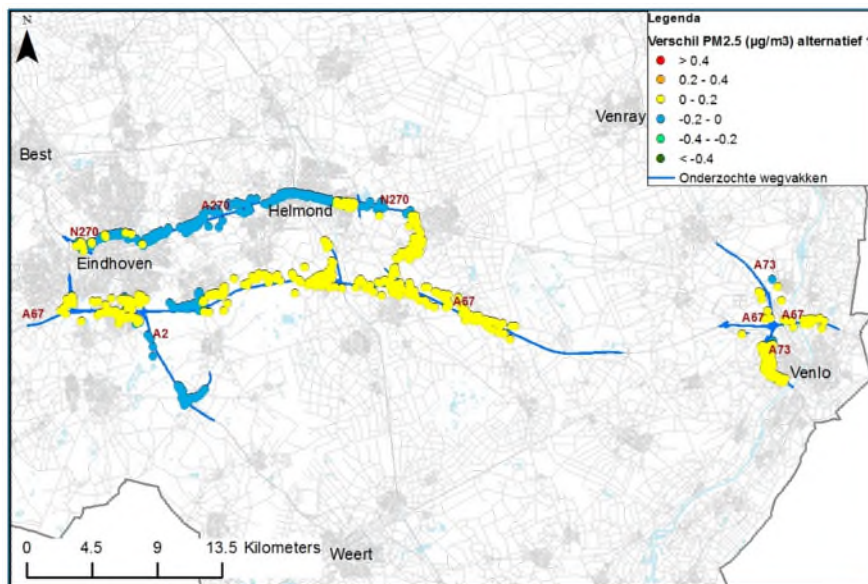 N
Legenda
Verschil PM2.5 (µg/m3) alternatief
> 0.4
0.2 - 0.4
0 - 0.2
-0.2 - 0
-0.4 - -0.2
< -0.4
Onderzochte wegvakken
Venray
Best
A270
N270
Helmond
N270
Eindhoven
A73
A67
A67
A67
A67
A2
A73
Venlo
0 4.5 9 13.5 Kilometers
Weert